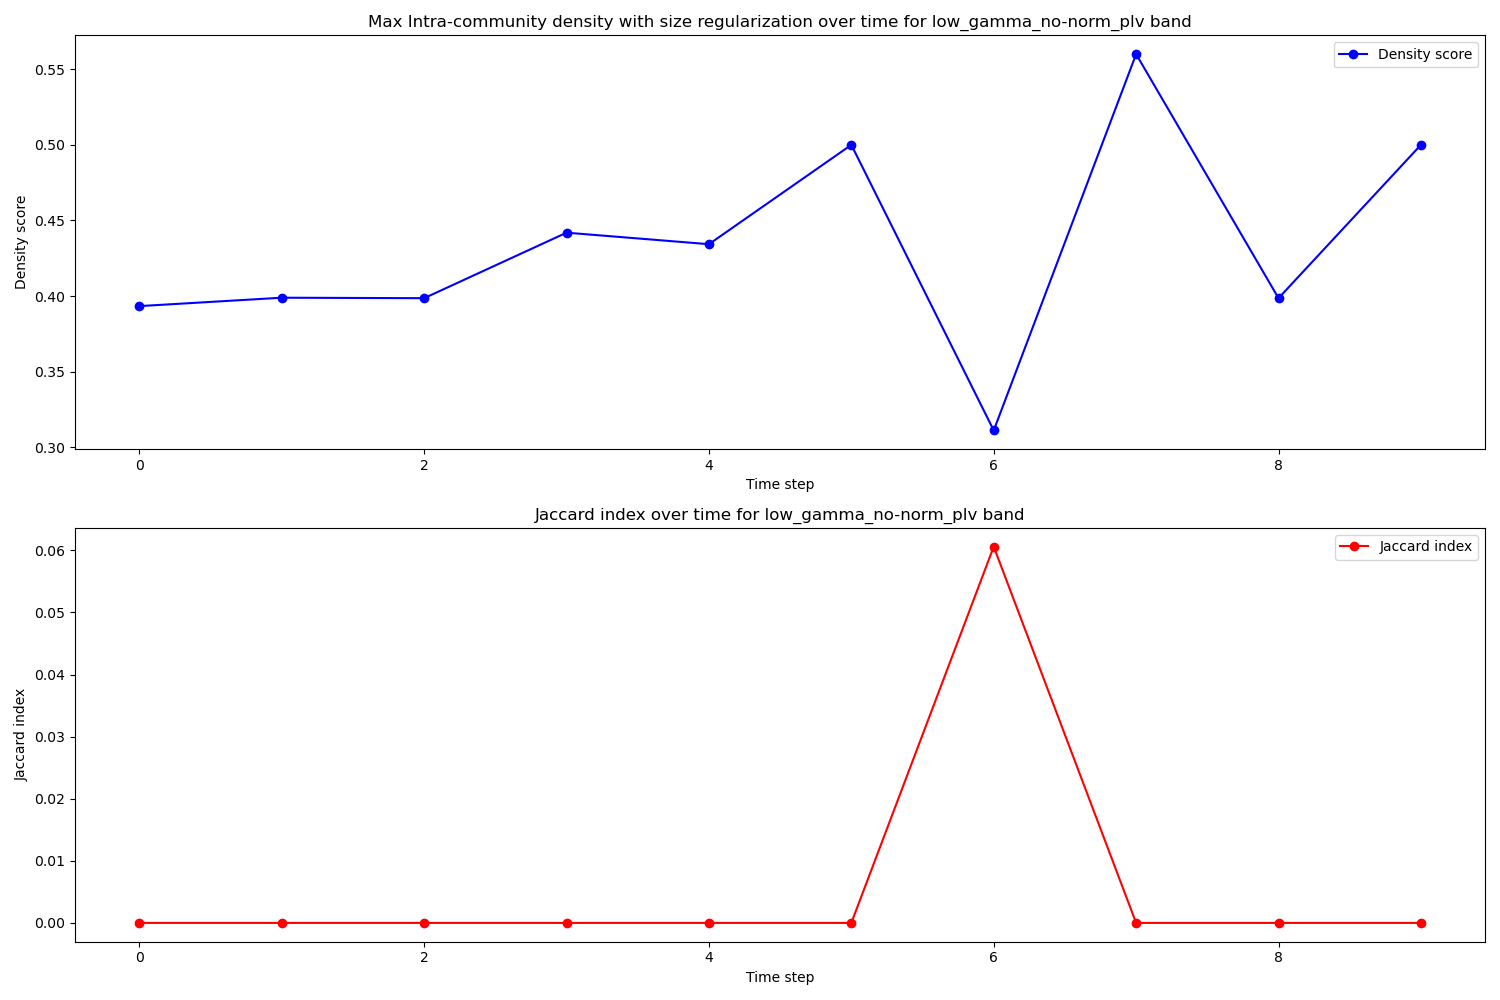 Max Intra-community density with size regularization over time for low_gamma_no-norm_plv band
Density score
0.55
0.50
0.45
0.40
0.35
0.30
Density score
0 2 4 6 8
Time step
Jaccard index over time for low_gamma_no-norm_plv band
Jaccard index
0.06
0.05
0.04
0.03
0.02
0.01
0.00
Jaccard index
0 2 4 6 8
Time step